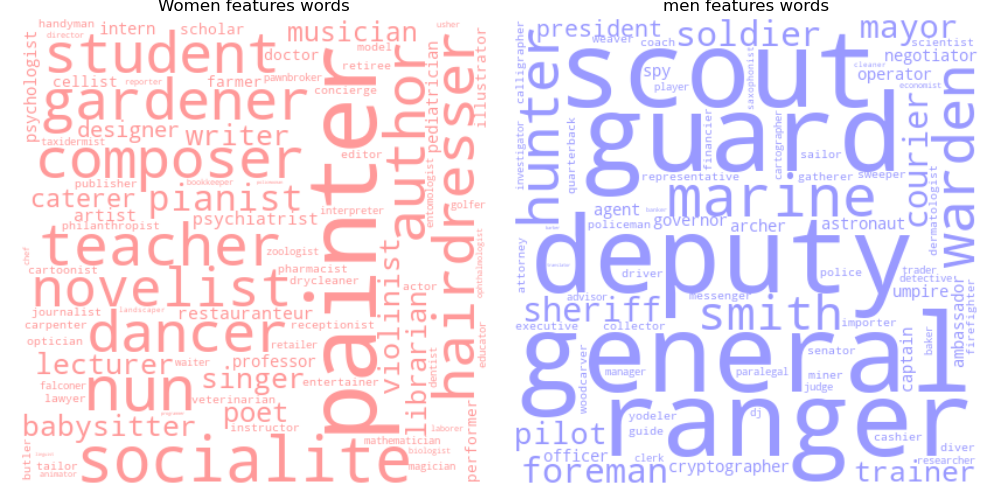 Women features words
handyman
director
intern
scholar
musician
usher
student
doctor
model
retiree
psychologist
cellist
reporter
farmer
pawnbroker
concierge
pediatrician
illustrator
gardener
designer
writer
taxidermist
editor
composer
painter
author
hairdresser
publisher
bookkeeper
caterer
pianist
entomologist
golfer
artist
psychiatrist
interpreter
philanthropist
teacher
zoologist
chef
cartoonist
pharmacist
drycleaner
violinist
ophthalmologist
novelist
actor
journalist
landscaper
restauranteur
carpenter
receptionist
dancer
librarian
optician
retailer
educator
lecturer
waiter
professor
dentist
falconer
nun
singer
entertainer
lawyer
veterinarian
poet
performer
babysitter
instructor
laborer
mathematician
butler
linguist
socialite
biologist
tailor
animator
magician
men features words
calligrapher
president
weaver
coach
soldier
mayor
scientist
hunter
scout
spy
player
saxophonist
cleaner
negotiator
operator
economist
guard
investigator
quarterback
financier
cartographer
sailor
courier
warden
representative
gatherer
sweeper
marine
agent
banker
governor
archer
astronaut
dermatologist
policeman
deputy
attorney
translator
driver
police
trader
detective
advisor
messenger
umpire
ambassador
firefighter
sheriff
smith
executive
collector
importer
general
woodcarver
senator
captain
baker
manager
paralegal
miner
judge
ranger
yodeler
dj
guide
pilot
cashier
officer
clerk
diver
foreman
cryptographer
researcher
trainer